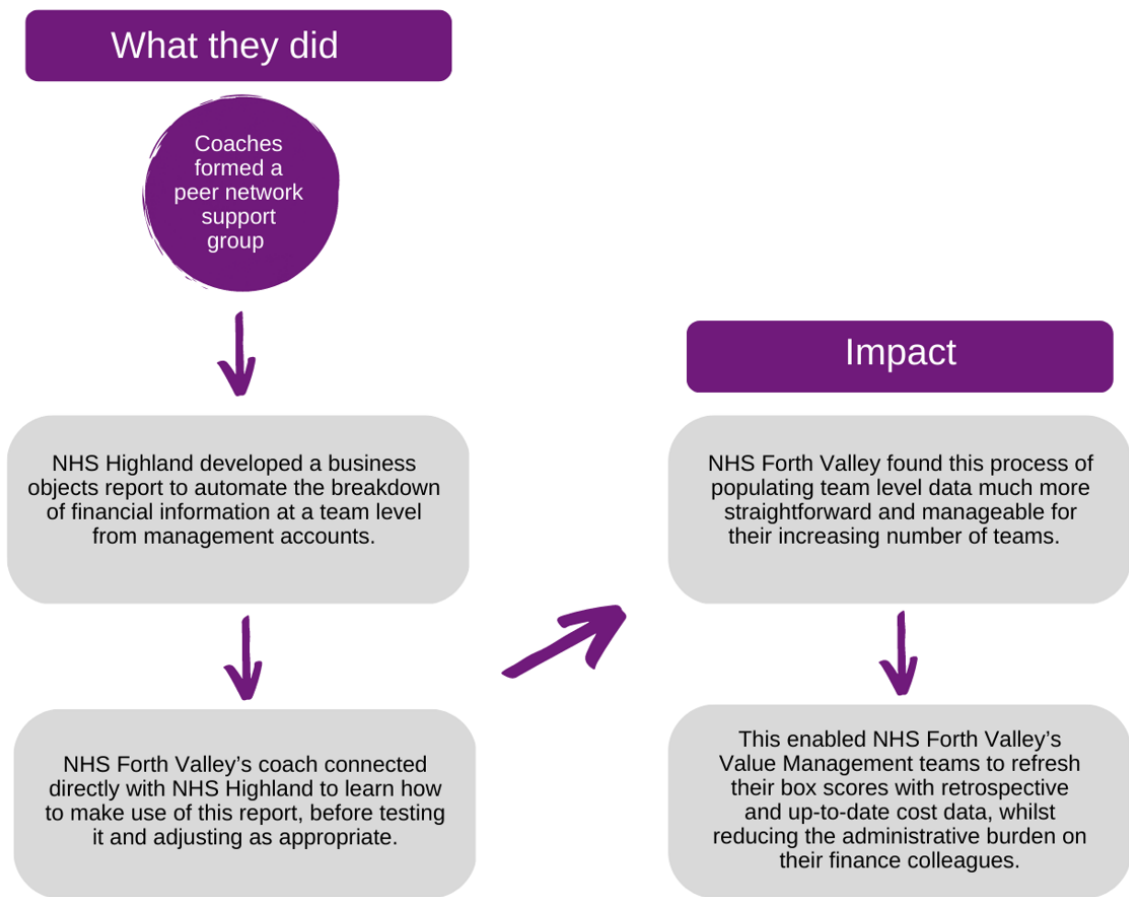 What they did
Coaches
formed a
peer network
support
group
NHS Highland developed a business
objects report to automate the breakdown
of financial information at a team level
from management accounts.
NHS Forth Valley’s coach connected
directly with NHS Highland to learn how
to make use of this report, before testing
it and adjusting as appropriate.
Impact
NHS Forth Valley found this process of
populating team level data much more
straightforward and manageable for
their increasing number of teams.
This enabled NHS Forth Valley’s
Value Management teams to refresh
their box scores with retrospective
and up-to-date cost data, whilst
reducing the administrative burden on
their finance colleagues.